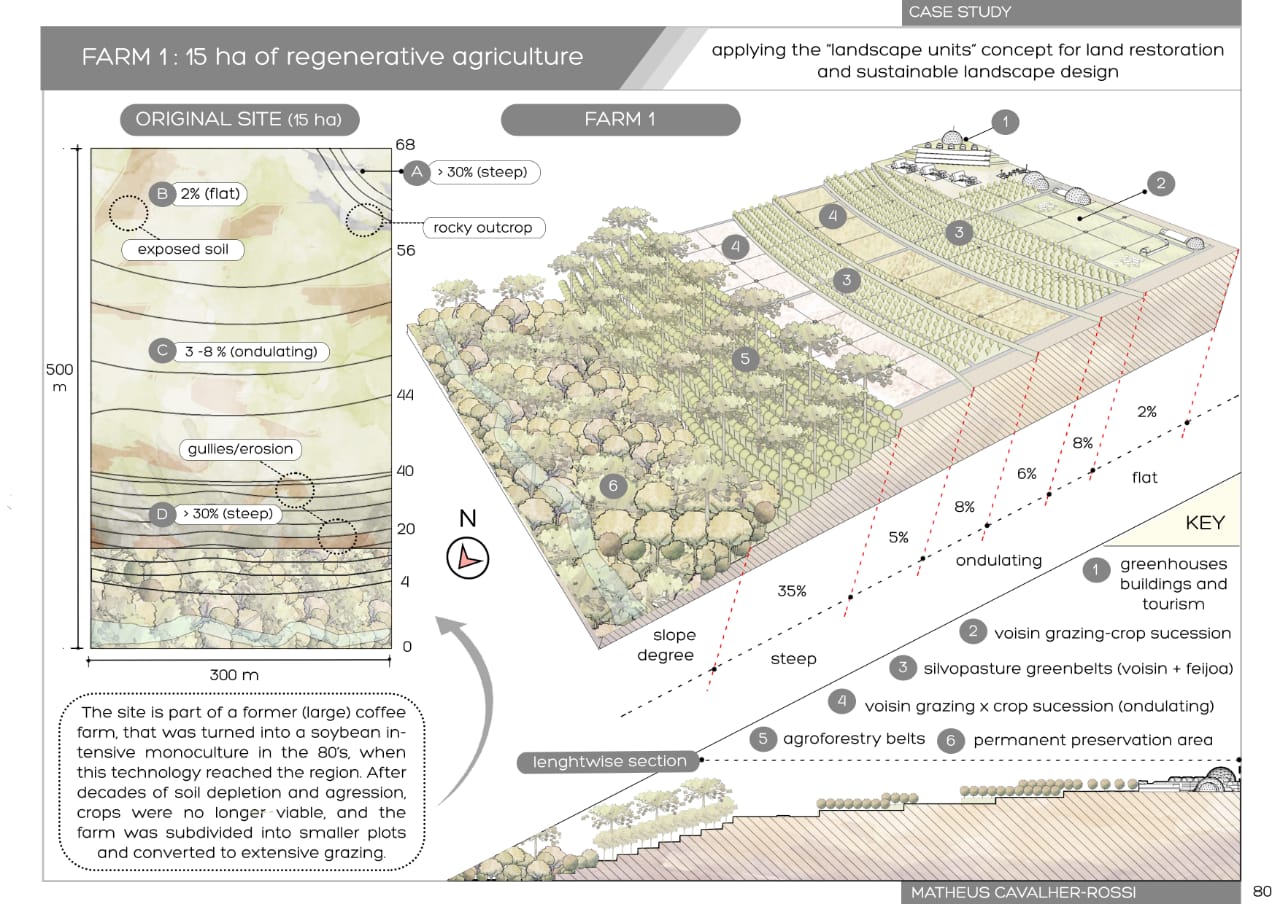 CASE STUDY
FARM 1 : 15 ha of regenerative agriculture
applying the "landscape units" concept for land restoration
and sustainable landscape design
ORIGINAL SITE (15 ha)
68
A > 30% (steep)
B 2% (flat)
rocky outcrop
exposed soil
56
C 3 -8 % (ondulating)
500
m
44
gullies/erosion
40
D > 30% (steep)
20
4
0
300 m
The site is part of a former (large) coffee
farm, that was turned into a soybean in-
tensive monoculture in the 80's, when
this technology reached the region. After
decades of soil depletion and agression,
crops were no longer viable, and the
farm was subdivided into smaller plots
and converted to extensive grazing.
FARM 1
1
2
4
3
4
3
5
6
N
2%
8%
flat
6%
8%
5%
ondulating
35%
slope
degree
steep
KEY
1 greenhouses
buildings and
tourism
2 voisin grazing-crop sucession
3 silvopasture greenbelts (voisin + feijoa)
4 voisin grazing x crop sucession (ondulating)
5 agroforestry belts 6 permanent preservation area
lenghtwise section
MATHEUS CAVALHER-ROSSI
80